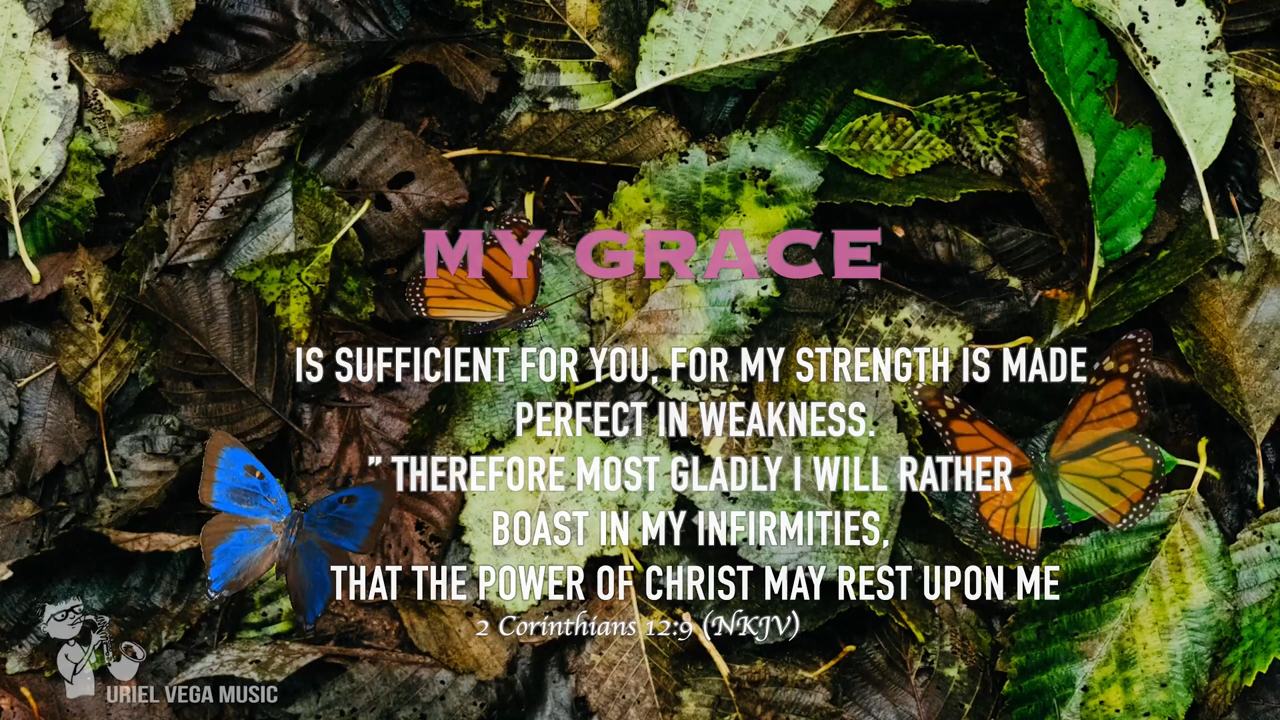 MY GRACE
IS SUFFICIENT FOR YOU, FOR MY STRENGTH IS MADE
PERFECT IN WEAKNESS.
" THEREFORE MOST GLADLY I WILL RATHER
BOAST IN MY INFIRMITIES,
THAT THE POWER OF CHRIST MAY REST UPON ME
2 Corinthians 12:9 (NKJV)
URIEL VEGA MUSIC